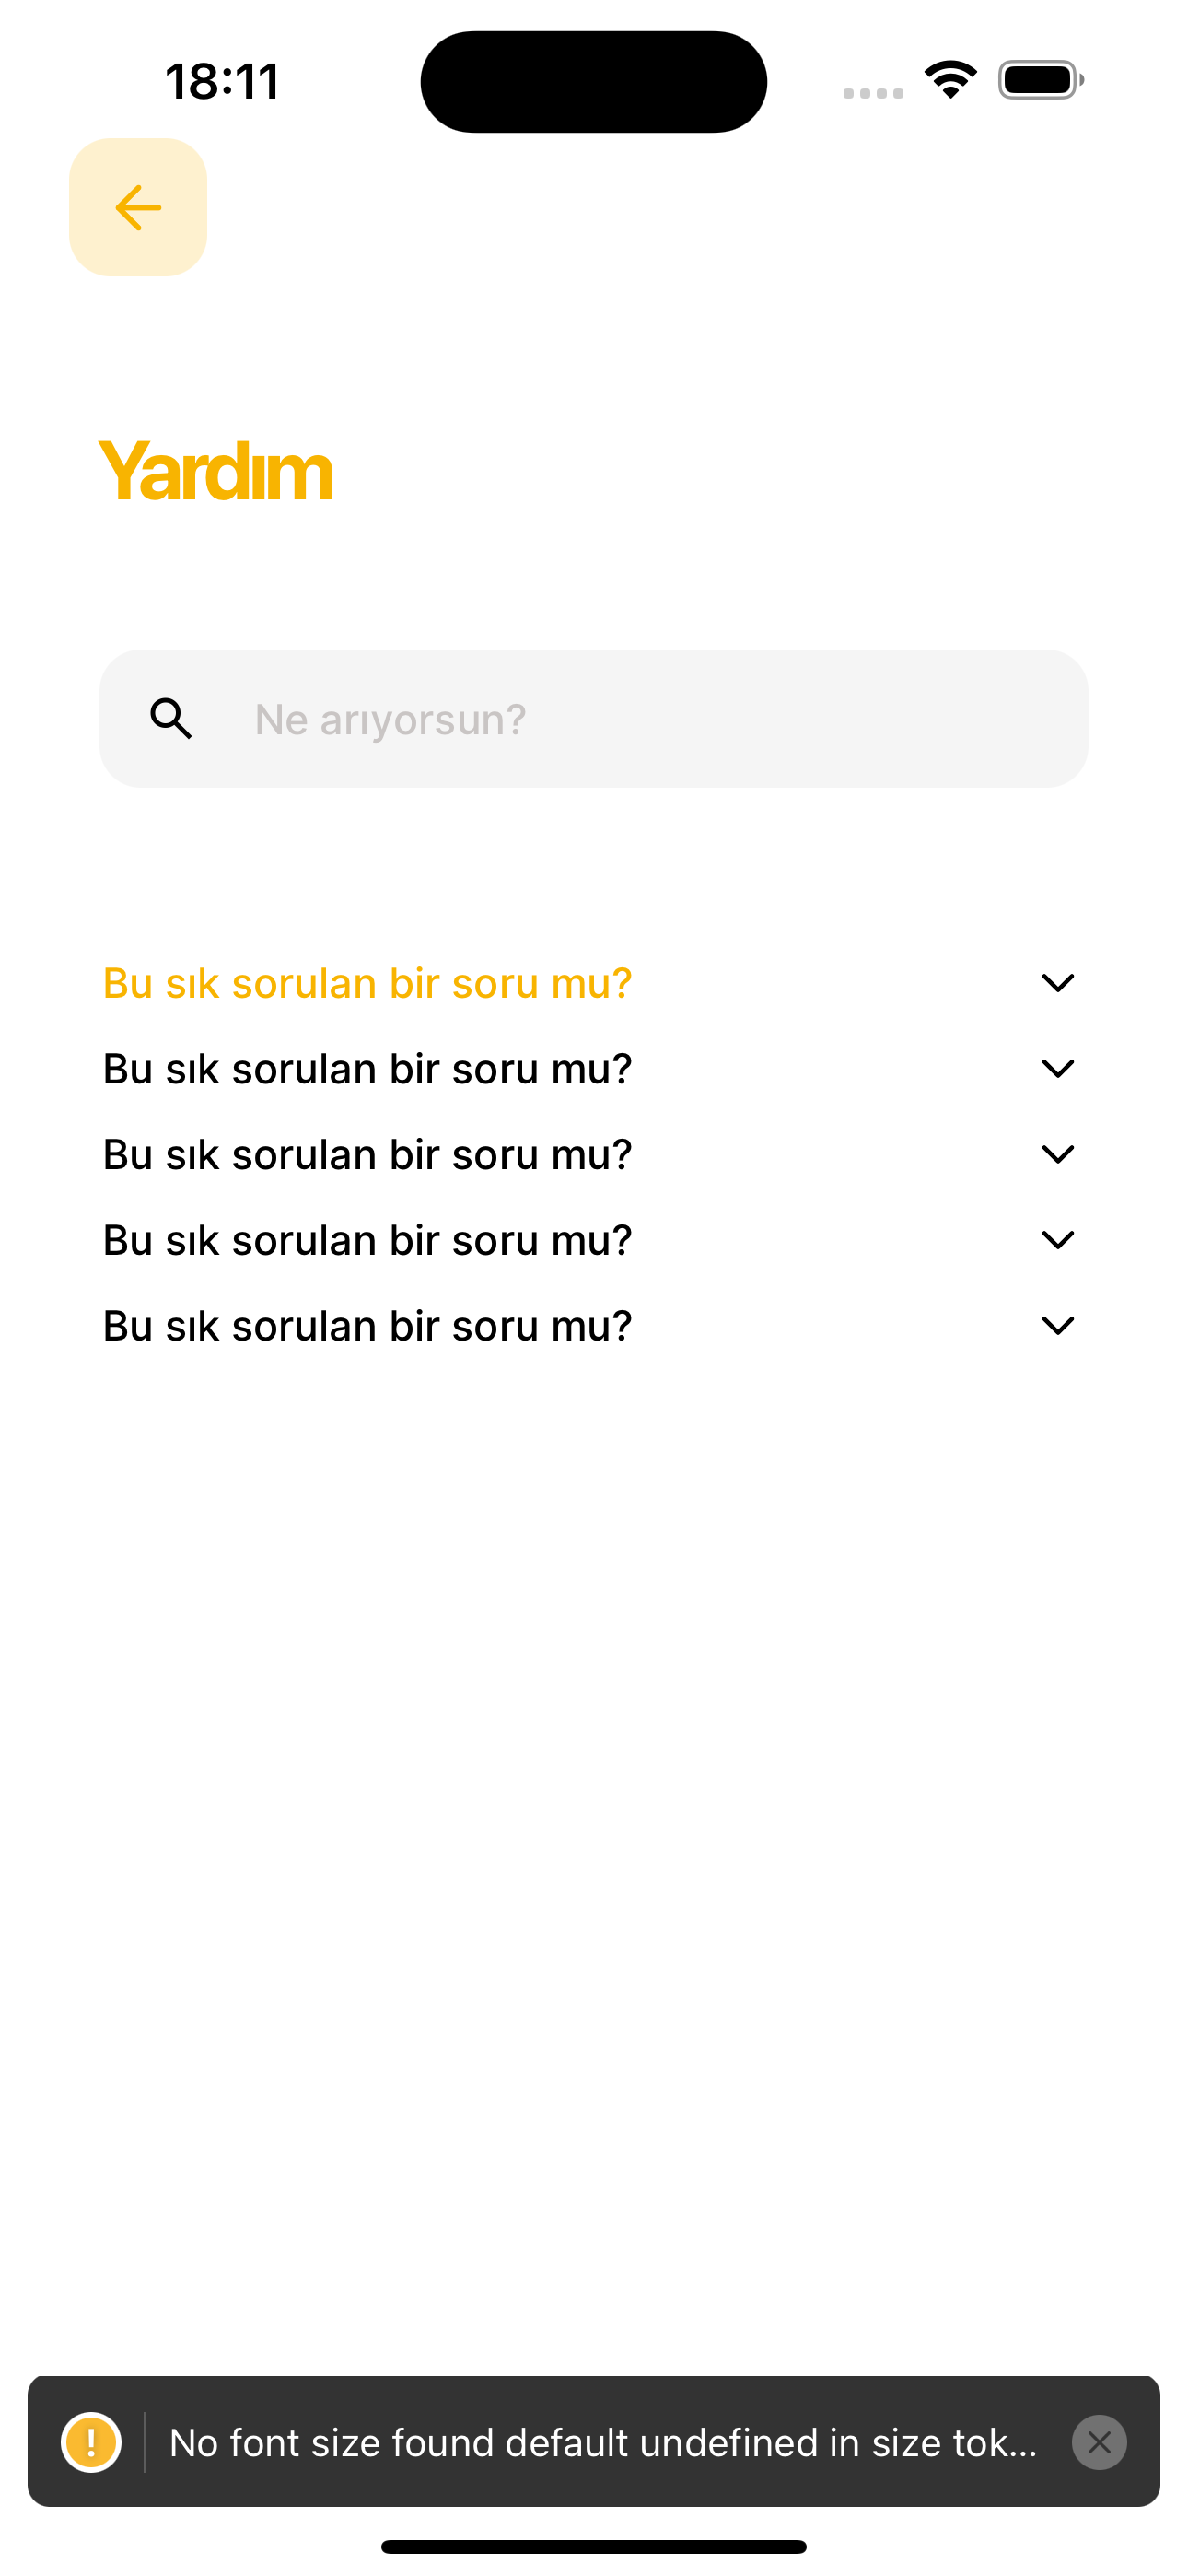 18:11
Yardım
Ne arıyorsun?
Bu sık sorulan bir soru mu?
Bu sık sorulan bir soru mu?
Bu sık sorulan bir soru mu?
Bu sık sorulan bir soru mu?
Bu sık sorulan bir soru mu?
No font size found default undefined in size tok...